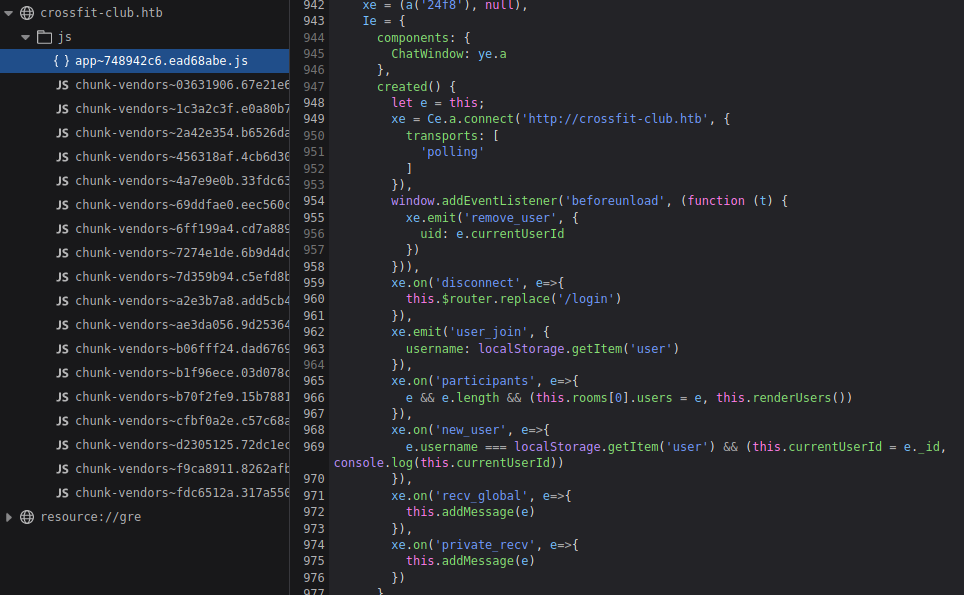 crossfit-club.htb
js
{ } app~748942c6.ead68abe.js
JS chunk-vendors~03631906.67e21e6
JS chunk-vendors~1c3a2c3f.e0a80b7
JS chunk-vendors~2a42e354.b6526da
JS chunk-vendors~456318af.4cb6d30
JS chunk-vendors~4a7e9e0b.33fdc63
JS chunk-vendors~69ddfae0.eec560c
JS chunk-vendors~6ff199a4.cd7a889
JS chunk-vendors~7274e1de.6b9d4dc
JS chunk-vendors~7d359b94.c5efd8b
JS chunk-vendors~a2e3b7a8.add5cb4
JS chunk-vendors~ae3da056.9d25364
JS chunk-vendors~b06fff24.dad6769
JS chunk-vendors~b1f96ece.03d078c
JS chunk-vendors~b70f2fe9.15b7881
JS chunk-vendors~cfbf0a2e.c57c68a
JS chunk-vendors~d2305125.72dc1ec
JS chunk-vendors~f9ca8911.8262afb
JS chunk-vendors~fdc6512a.317a550
resource://gre
942 xe = (a('24f8'), null),
943 Ie = {
944 components: {
945 ChatWindow: ye.a
946 },
947 created() {
948 let e = this;
949 xe = Ce.a.connect('http://crossfit-club.htb', {
950 transports: [
951 'polling'
952 ]
953 }),
954 window.addEventListener('beforeunload', (function (t) {
955 xe.emit('remove_user', {
956 uid: e.currentUserId
957 })
958 })),
959 xe.on('disconnect', e=>{
960 this.$router.replace('/login')
961 }),
962 xe.emit('user_join', {
963 username: localStorage.getItem('user')
964 }),
965 xe.on('participants', e=>{
966 e && e.length && (this.rooms[0].users = e, this.renderUsers())
967 }),
968 xe.on('new_user', e=>{
969 e.username === localStorage.getItem('user') && (this.currentUserId = e._id,
console.log(this.currentUserId))
970 }),
971 xe.on('recv_global', e=>{
972 this.addMessage(e)
973 }),
974 xe.on('private_recv', e=>{
975 this.addMessage(e)
976 })
977 }